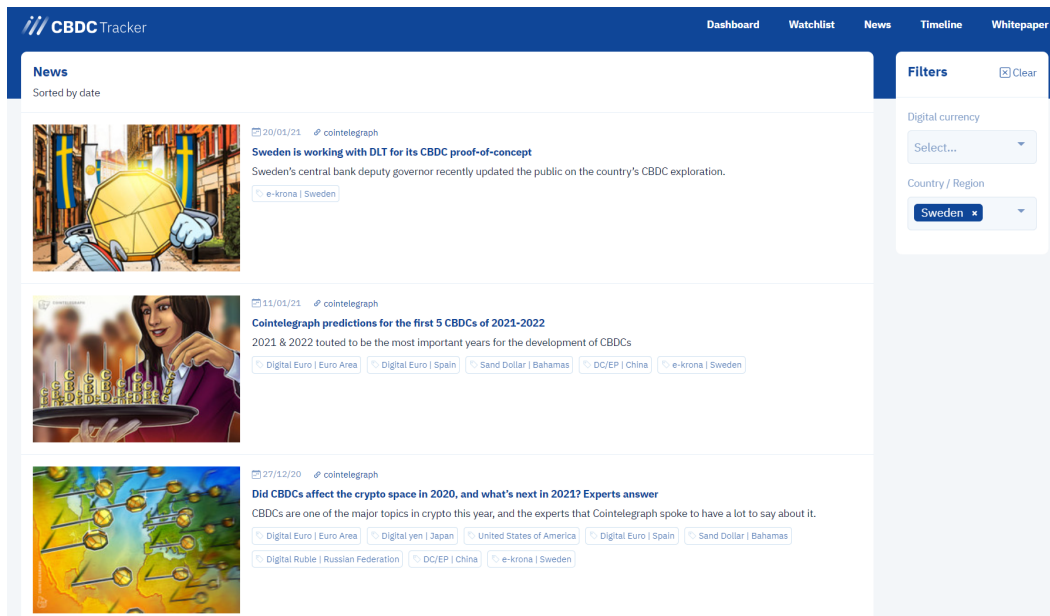 CBDC Tracker
Dashboard Watchlist News Timeline Whitepaper
News
Sorted by date
20/01/21 cointelegraph
Sweden is working with DLT for its CBDC proof-of-concept
Sweden's central bank deputy governor recently updated the public on the country's CBDC exploration.
e-krona | Sweden
COINTELEGRAPH
11/01/21 cointelegraph
Cointelegraph predictions for the first 5 CBDCs of 2021-2022
2021 & 2022 touted to be the most important years for the development of CBDCs
Digital Euro | Euro Area Digital Euro | Spain Sand Dollar | Bahamas DC/EP | China e-krona | Sweden
27/12/20 cointelegraph
Did CBDCs affect the crypto space in 2020, and what's next in 2021? Experts answer
CBDCs are one of the major topics in crypto this year, and the experts that Cointelegraph spoke to have a lot to say about it.
Digital Euro | Euro Area Digital yen | Japan United States of America Digital Euro | Spain Sand Dollar | Bahamas
Digital Ruble | Russian Federation DC/EP | China e-krona | Sweden
Filters
Clear
Digital currency
Select...
Country / Region
Sweden ×